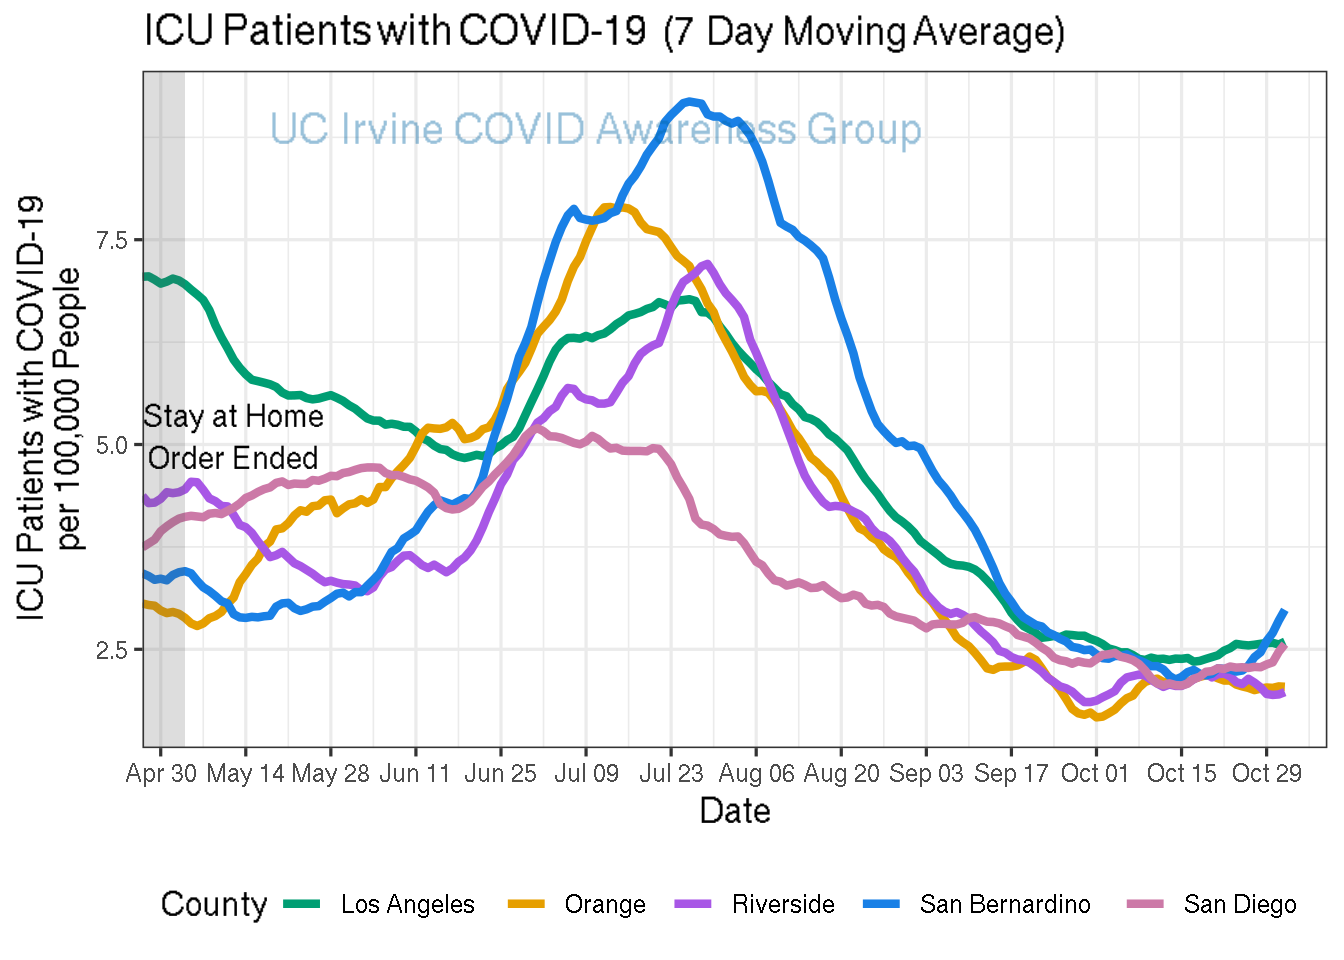 ICU Patients with COVID-19 (7 Day Moving Average)
UC Irvine COVID Awareness Group
ICU Patients with COVID-19
per 100,000 People
7.5
5.0
2.5
Stay at Home
Order Ended
Apr 30 May 14 May 28 Jun 11 Jun 25 Jul 09 Jul 23 Aug 06 Aug 20 Sep 03 Sep 17 Oct 01 Oct 15 Oct 29
Date
County Los Angeles Orange Riverside San Bernardino San Diego